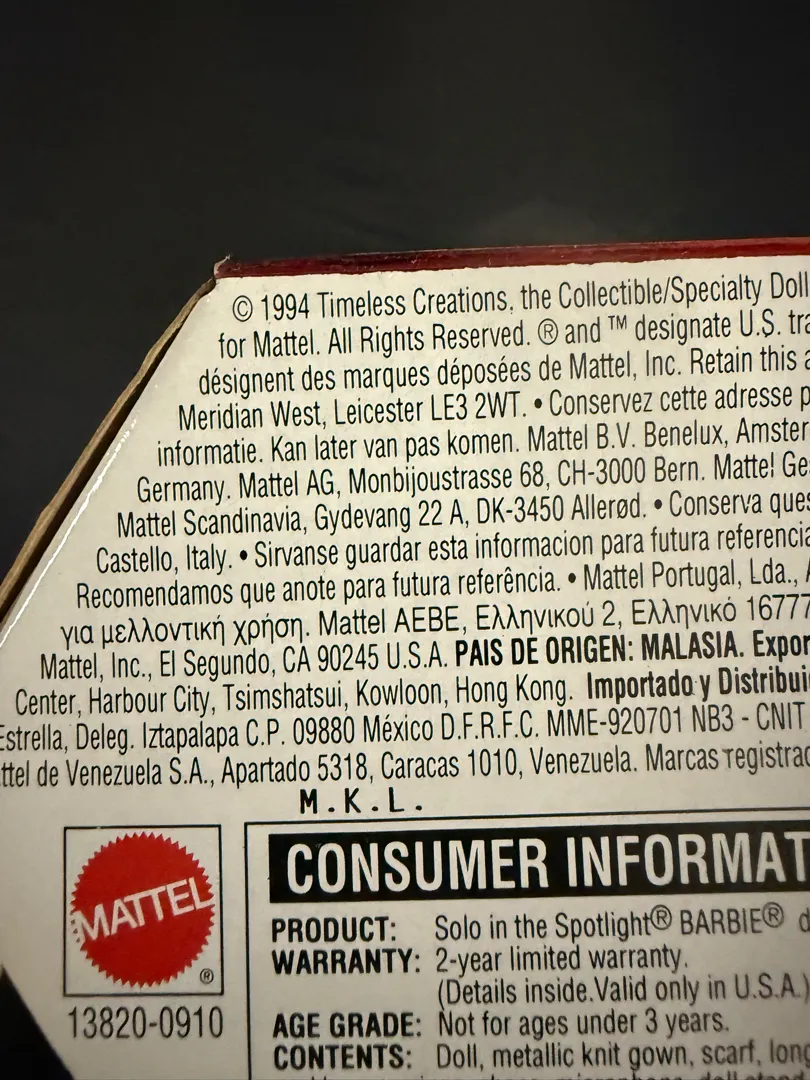 © 1994 Timeless Creations, the Collectible/Specialty Doll
for Mattel. All Rights Reserved. ® and ™ designate U.S. tra
désignent des marques déposées de Mattel, Inc. Retain this a
Meridian West, Leicester LE3 2WT. • Conservez cette adresse p
informatie. Kan later van pas komen. Mattel B.V. Benelux, Amster
Germany. Mattel AG, Monbijoustrasse 68, CH-3000 Bern. Mattel Ge
Mattel Scandinavia, Gydevang 22 A, DK-3450 Allerød. • Conserva ques
Castello, Italy. • Sirvanse guardar esta informacion para futura referencia
Recomendamos que anote para futura referência. • Mattel Portugal, Lda.,
για μελλοντική χρήση. Mattel AEBE, Ελληνικού 2, Ελληνικό 16777
Mattel, Inc., El Segundo, CA 90245 U.S.A. PAIS DE ORIGEN: MALASIA. Expor
Center, Harbour City, Tsimshatsui, Kowloon, Hong Kong. Importado y Distribui
Estrella, Deleg. Iztapalapa C.P. 09880 México D.F.R.F.C. MME-920701 NB3 - CNIT
ttel de Venezuela S.A., Apartado 5318, Caracas 1010, Venezuela. Marcas registrad
M.K.L.
CONSUMER INFORMAT
MATTEL
®
13820-0910
PRODUCT: Solo in the Spotlight® BARBIE® d
WARRANTY: 2-year limited warranty.
(Details inside.Valid only in U.S.A.)
AGE GRADE: Not for ages under 3 years.
CONTENTS: Doll, metallic knit gown, scarf, long